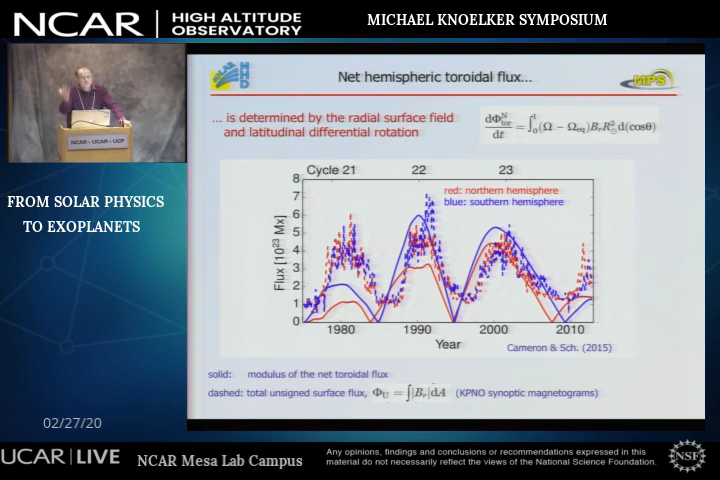 NCAR | HIGH ALTITUDE
OBSERVATORY
MICHAEL KNOELKER SYMPOSIUM
NCAR - UCAR - UCP
FROM SOLAR PHYSICS
TO EXOPLANETS
02/27/20
MHD
Net hemispheric toroidal flux...
MPS
... is determined by the radial surface field
and latitudinal differential rotation
dΦ^N_tor/dt = ∫₀¹(Ω − Ω_eq)B_r R²_⊙ d(cosθ)
Cycle 21 22 23
red: northern hemisphere
blue: southern hemisphere
8
7
6
5
4
3
2
1
0
Flux [10²³ Mx]
1980 1990 2000 2010
Year
Cameron & Sch. (2015)
solid: modulus of the net toroidal flux
dashed: total unsigned surface flux, Φ_U = ∫|B_r|dA (KPNO synoptic magnetograms)
UCAR | LIVE
NCAR Mesa Lab Campus
Any opinions, findings and conclusions or recommendations expressed in this
material do not necessarily reflect the views of the National Science Foundation.
NSF